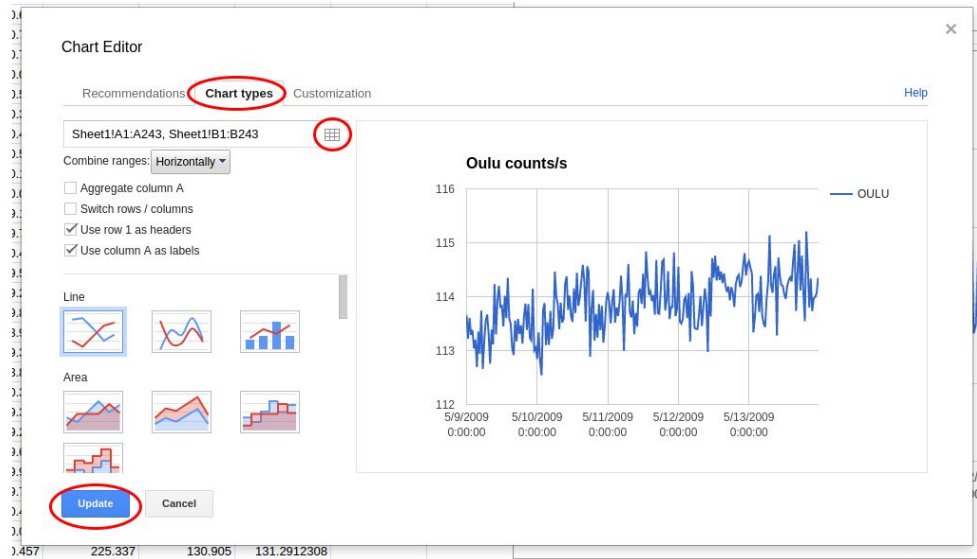 Chart Editor
Recommendations Chart types Customization Help
Sheet1!A1:A243, Sheet1!B1:B243
Combine ranges: Horizontally
Aggregate column A
Switch rows / columns
Use row 1 as headers
Use column A as labels
Line
Area
Update Cancel
Oulu counts/s
116
115
114
113
112
OULU
5/9/2009 5/10/2009 5/11/2009 5/12/2009 5/13/2009
0:00:00 0:00:00 0:00:00 0:00:00 0:00:00
225.337 130.905 131.2912308